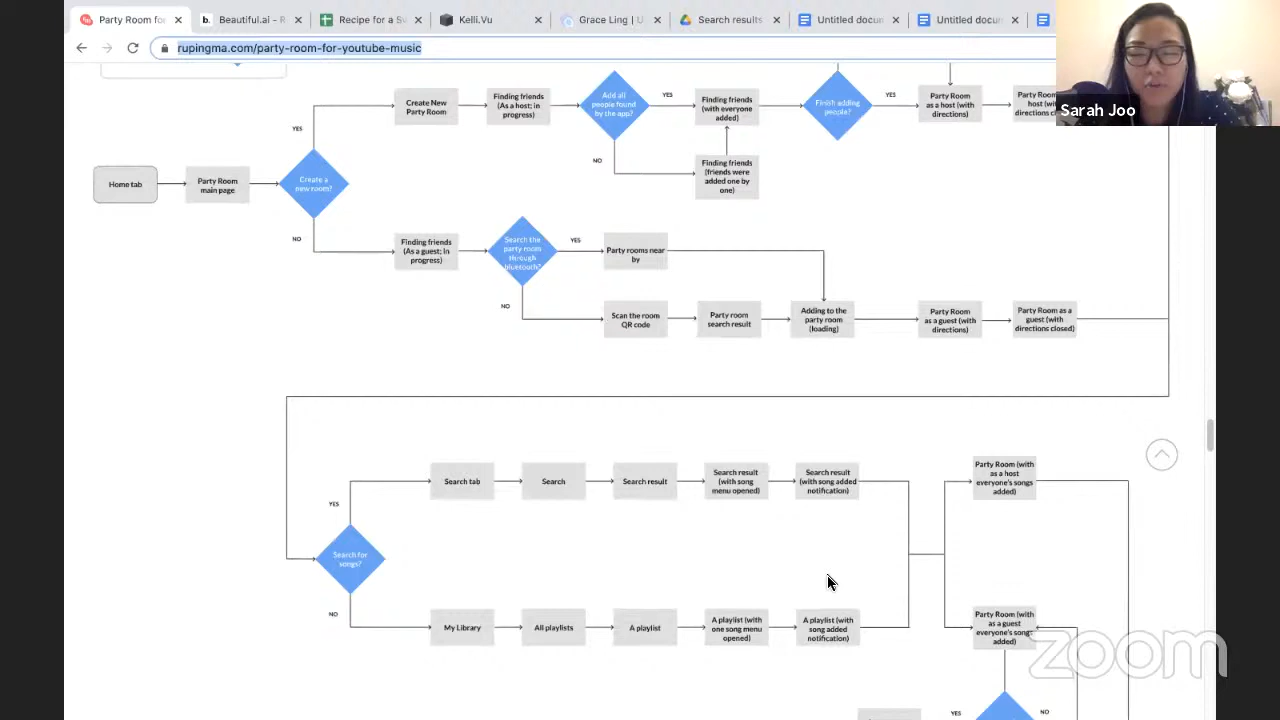 Party Room for
Beautiful.ai - R
Recipe for a Sw
Kelli.Vu
Grace Ling | U
Search results
Untitled docum
Untitled docum
rupingma.com/party-room-for-youtube-music
Sarah Joo
Create New
Party Room
Finding friends
(As a host; in
progress)
Add all
people found
by the app?
YES
Finding friends
(with everyone
added)
Finish adding
people?
YES
Party Room
as a host (with
directions)
Party Room
host (w
directions clos
YES
NO
Finding friends
(friends were
added one by
one)
Home tab
Party Room
main page
Create a
new room?
NO
Finding friends
(As a guest; in
progress)
Search the
party room
through
bluetooth?
YES
Party rooms near
by
NO
Scan the room
QR code
Party room
search result
Adding to the
party room
(loading)
Party Room
as a guest (with
directions)
Party Room as a
guest (with
directions closed)
YES
Search tab
Search
Search result
Search result
(with song
menu opened)
Search result
(with song added
notification)
Party Room (with
as a host
everyone's songs
added)
Search for
songs?
NO
My Library
All playlists
A playlist
A playlist (with
one song menu
opened)
A playlist (with
song added
notification)
Party Room (with
as a guest
everyone's songs
added)
YES
NO
zoom